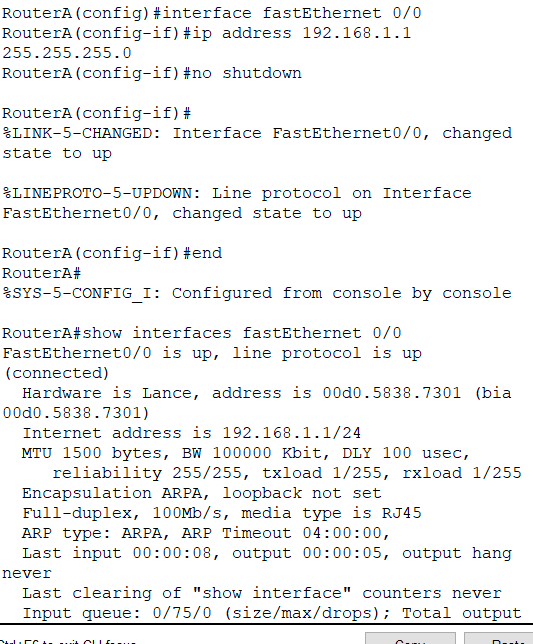 RouterA(config)#interface fastEthernet 0/0
RouterA(config-if)#ip address 192.168.1.1
255.255.255.0
RouterA(config-if)#no shutdown
RouterA(config-if)#
%LINK-5-CHANGED: Interface FastEthernet0/0, changed
state to up
%LINEPROTO-5-UPDOWN: Line protocol on Interface
FastEthernet0/0, changed state to up
RouterA(config-if)#end
RouterA#
%SYS-5-CONFIG_I: Configured from console by console
RouterA#show interfaces fastEthernet 0/0
FastEthernet0/0 is up, line protocol is up
(connected)
Hardware is Lance, address is 00d0.5838.7301 (bia
00d0.5838.7301)
Internet address is 192.168.1.1/24
MTU 1500 bytes, BW 100000 Kbit, DLY 100 usec,
reliability 255/255, txload 1/255, rxload 1/255
Encapsulation ARPA, loopback not set
Full-duplex, 100Mb/s, media type is RJ45
ARP type: ARPA, ARP Timeout 04:00:00,
Last input 00:00:08, output 00:00:05, output hang
never
Last clearing of "show interface" counters never
Input queue: 0/75/0 (size/max/drops); Total output